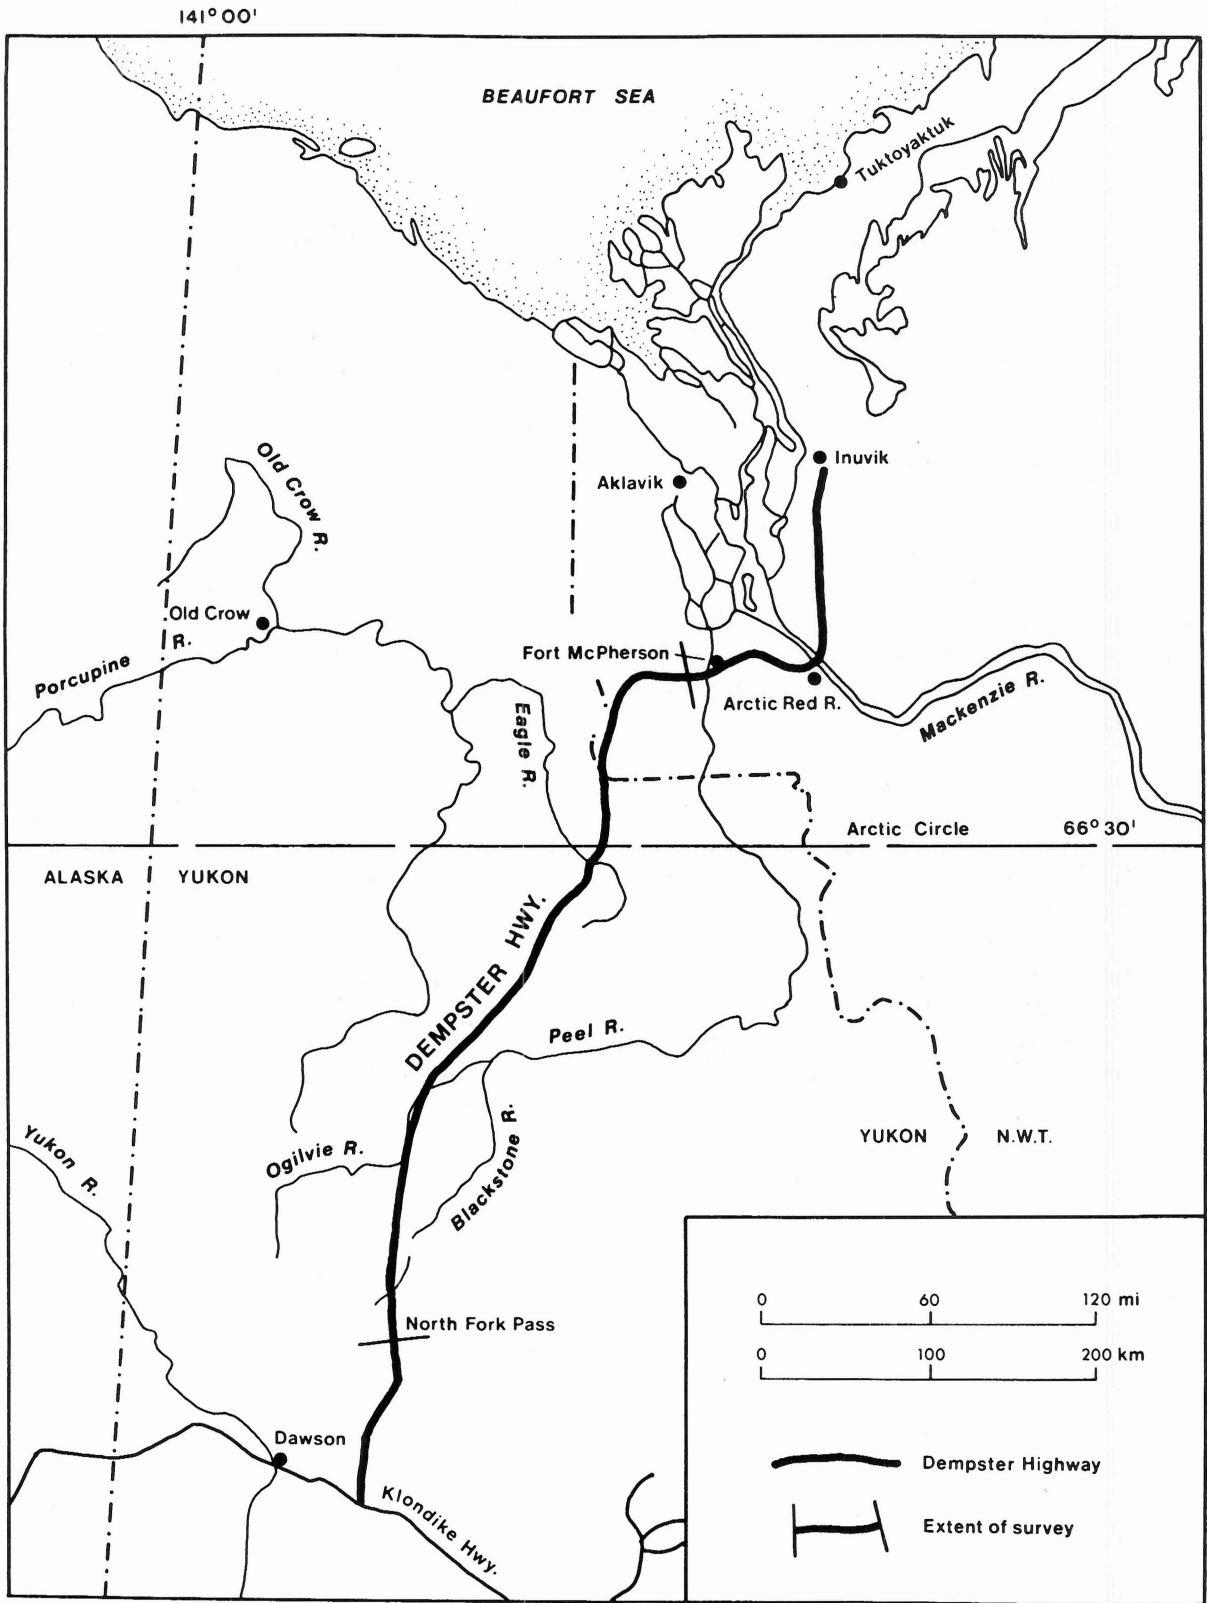 141° 00'
BEAUFORT SEA
Tuktoyaktuk
Inuvik
Aklavik
Old Crow R.
Old Crow
Porcupine R.
Fort McPherson
Arctic Red R.
Mackenzie R.
Eagle R.
Arctic Circle 66° 30'
ALASKA YUKON
DEMPSTER HWY.
Peel R.
Ogilvie R.
Blackstone R.
Yukon R.
YUKON N.W.T.
North Fork Pass
Dawson
Klondike Hwy.
0 60 120 mi
0 100 200 km
Dempster Highway
Extent of survey